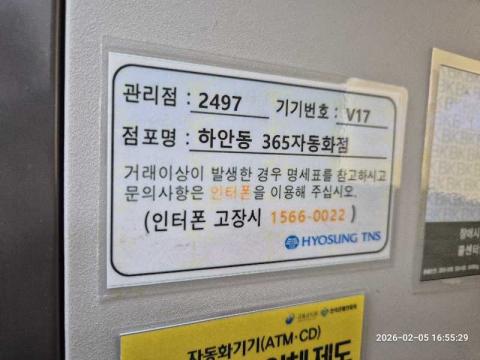 관리점 : 2497 기기번호 : V17
점포명 : 하안동 365자동화점
거래이상이 발생한 경우 명세표를 참고하시고
문의사항은 인터폰을 이용해 주십시오.
(인터폰 고장시 1566-0022 )
HYOSUNG TNS
자동화기기(ATM·CD)
2026-02-05 16:55:29